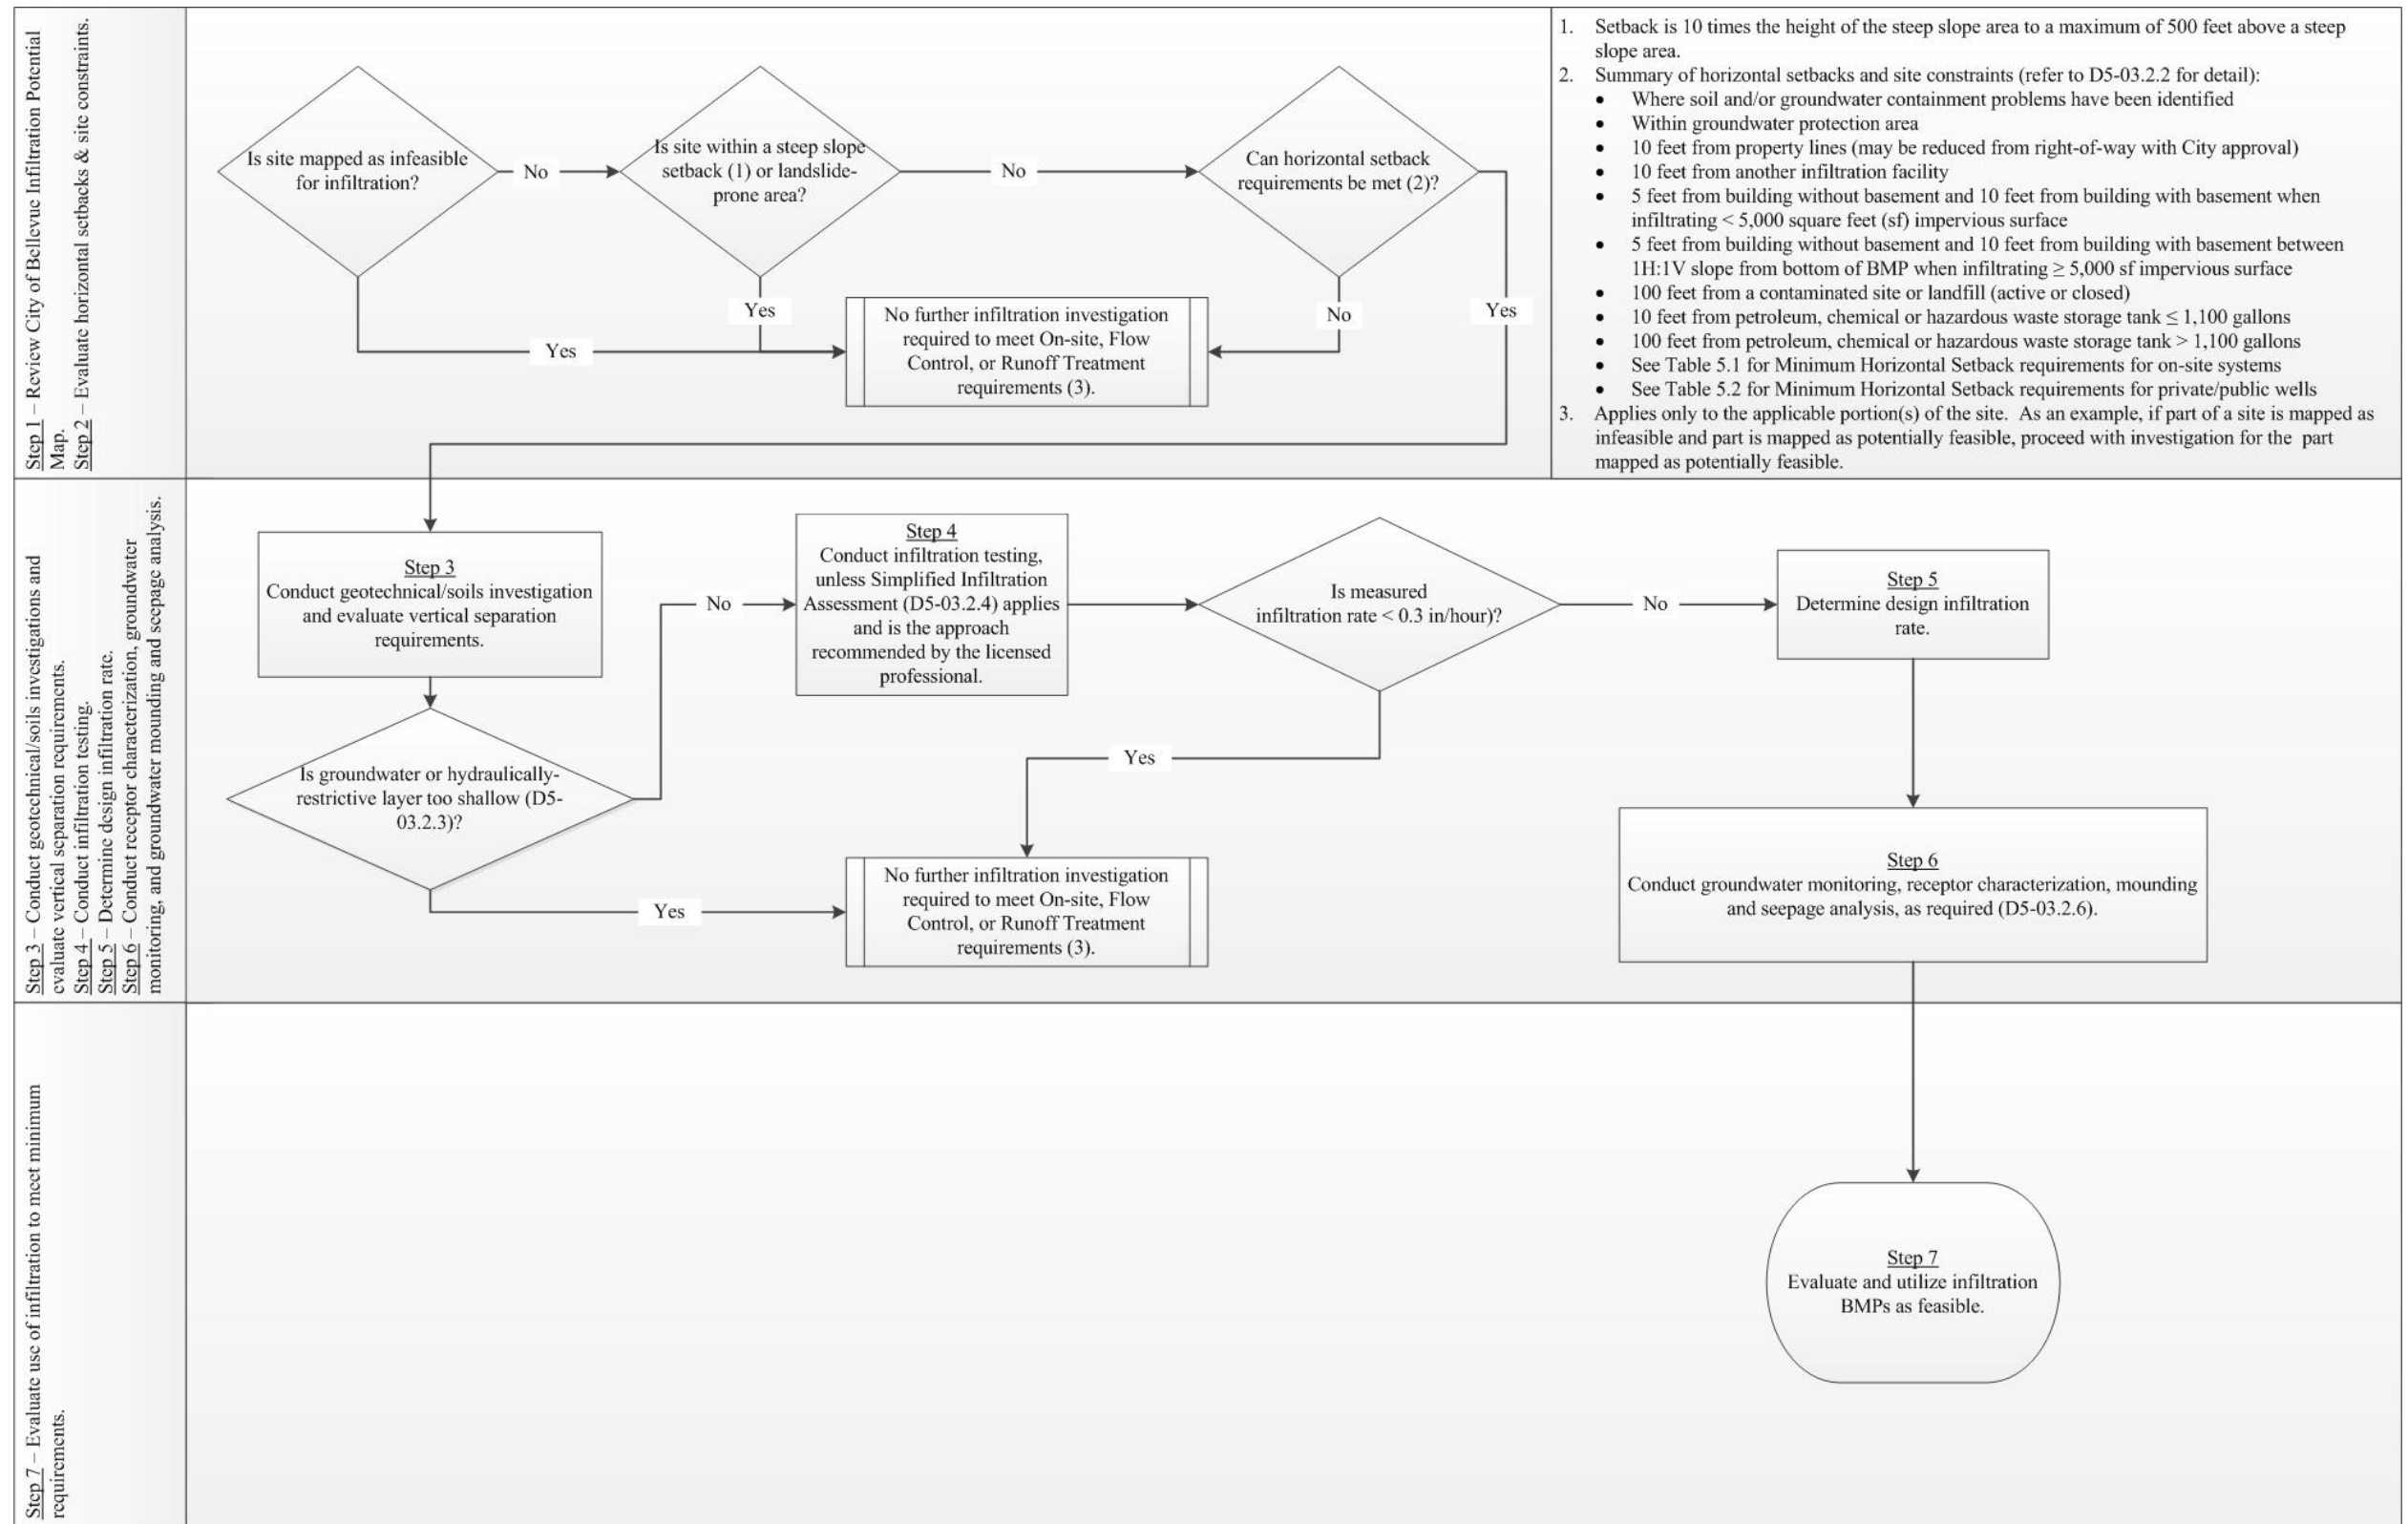 Step 1 – Review City of Bellevue Infiltration Potential
Map.
Step 2 – Evaluate horizontal setbacks & site constraints.
Is site mapped as infeasible
for infiltration?
No
Is site within a steep slope
setback (1) or landslide-
prone area?
No
Can horizontal setback
requirements be met (2)?
Yes
Yes
No
Yes
No further infiltration investigation
required to meet On-site, Flow
Control, or Runoff Treatment
requirements (3).
1. Setback is 10 times the height of the steep slope area to a maximum of 500 feet above a steep
slope area.
2. Summary of horizontal setbacks and site constraints (refer to D5-03.2.2 for detail):
• Where soil and/or groundwater containment problems have been identified
• Within groundwater protection area
• 10 feet from property lines (may be reduced from right-of-way with City approval)
• 10 feet from another infiltration facility
• 5 feet from building without basement and 10 feet from building with basement when
infiltrating < 5,000 square feet (sf) impervious surface
• 5 feet from building without basement and 10 feet from building with basement between
1H:1V slope from bottom of BMP when infiltrating ≥ 5,000 sf impervious surface
• 100 feet from a contaminated site or landfill (active or closed)
• 10 feet from petroleum, chemical or hazardous waste storage tank ≤ 1,100 gallons
• 100 feet from petroleum, chemical or hazardous waste storage tank > 1,100 gallons
• See Table 5.1 for Minimum Horizontal Setback requirements for on-site systems
• See Table 5.2 for Minimum Horizontal Setback requirements for private/public wells
3. Applies only to the applicable portion(s) of the site. As an example, if part of a site is mapped as
infeasible and part is mapped as potentially feasible, proceed with investigation for the part
mapped as potentially feasible.
Step 3 – Conduct geotechnical/soils investigations and
evaluate vertical separation requirements.
Step 4 – Conduct infiltration testing.
Step 5 – Determine design infiltration rate.
Step 6 – Conduct receptor characterization, groundwater
monitoring, and groundwater mounding and seepage analysis.
Step 3
Conduct geotechnical/soils investigation
and evaluate vertical separation
requirements.
Is groundwater or hydraulically-
restrictive layer too shallow (D5-
03.2.3)?
No
Yes
Step 4
Conduct infiltration testing,
unless Simplified Infiltration
Assessment (D5-03.2.4) applies
and is the approach
recommended by the licensed
professional.
Is measured
infiltration rate < 0.3 in/hour)?
Yes
No
No further infiltration investigation
required to meet On-site, Flow
Control, or Runoff Treatment
requirements (3).
Step 5
Determine design infiltration
rate.
Step 6
Conduct groundwater monitoring, receptor characterization, mounding
and seepage analysis, as required (D5-03.2.6).
Step 7 – Evaluate use of infiltration to meet minimum
requirements.
Step 7
Evaluate and utilize infiltration
BMPs as feasible.